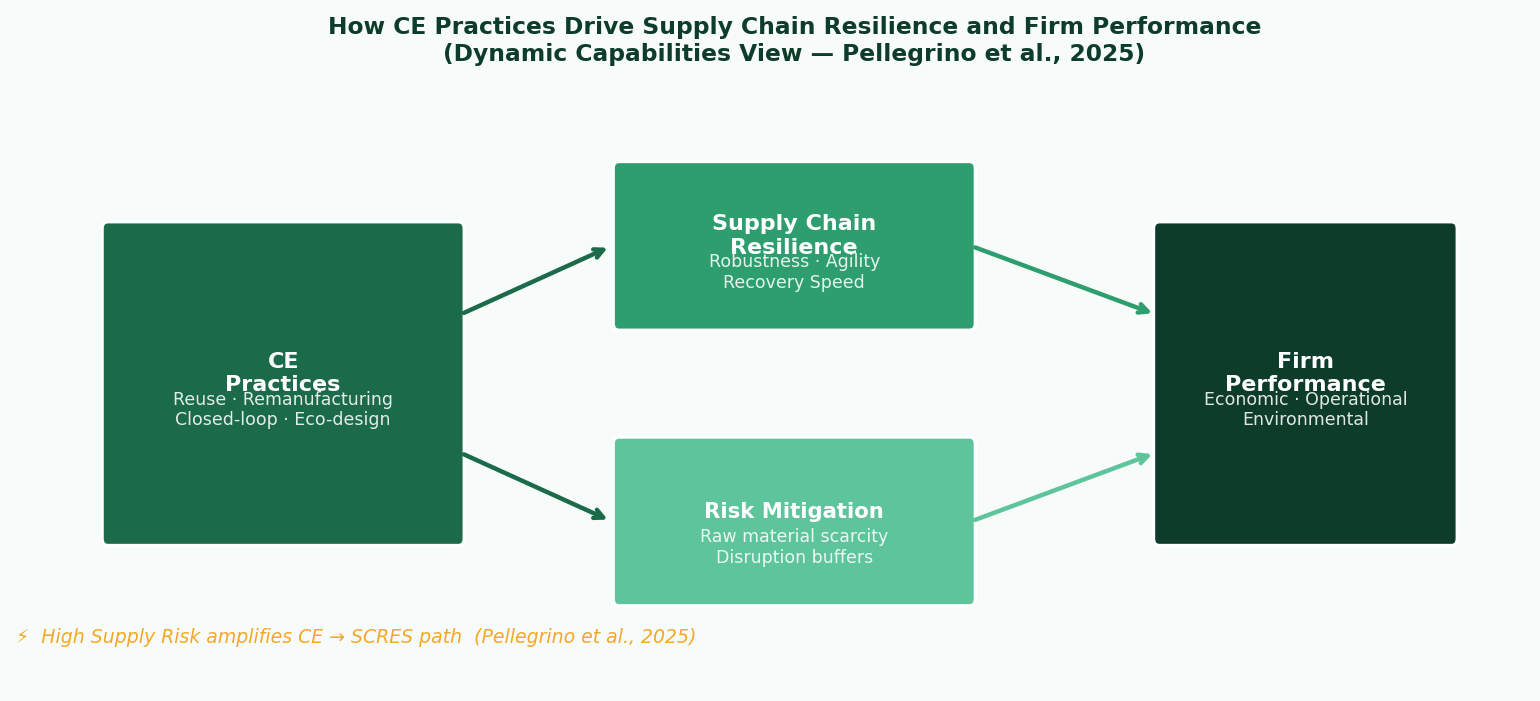 How CE Practices Drive Supply Chain Resilience and Firm Performance
(Dynamic Capabilities View — Pellegrino et al., 2025)
CE
Practices
Reuse · Remanufacturing
Closed-loop · Eco-design
Supply Chain
Resilience
Robustness · Agility
Recovery Speed
Risk Mitigation
Raw material scarcity
Disruption buffers
Firm
Performance
Economic · Operational
Environmental
⚡ High Supply Risk amplifies CE → SCRES path (Pellegrino et al., 2025)